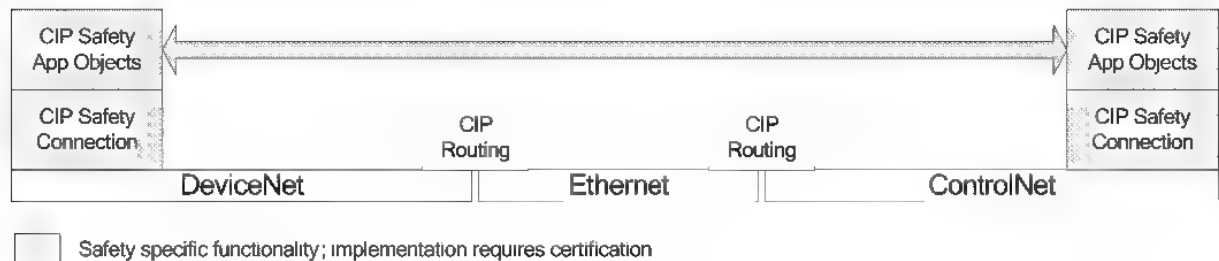 CIP Safety
App Objects
CIP Safety
App Objects
CIP Safety
Connection
CIP
Routing
CIP
Routing
CIP Safety
Connection
DeviceNet
Ethernet
ControlNet
Safety specific functionality; implementation requires certification